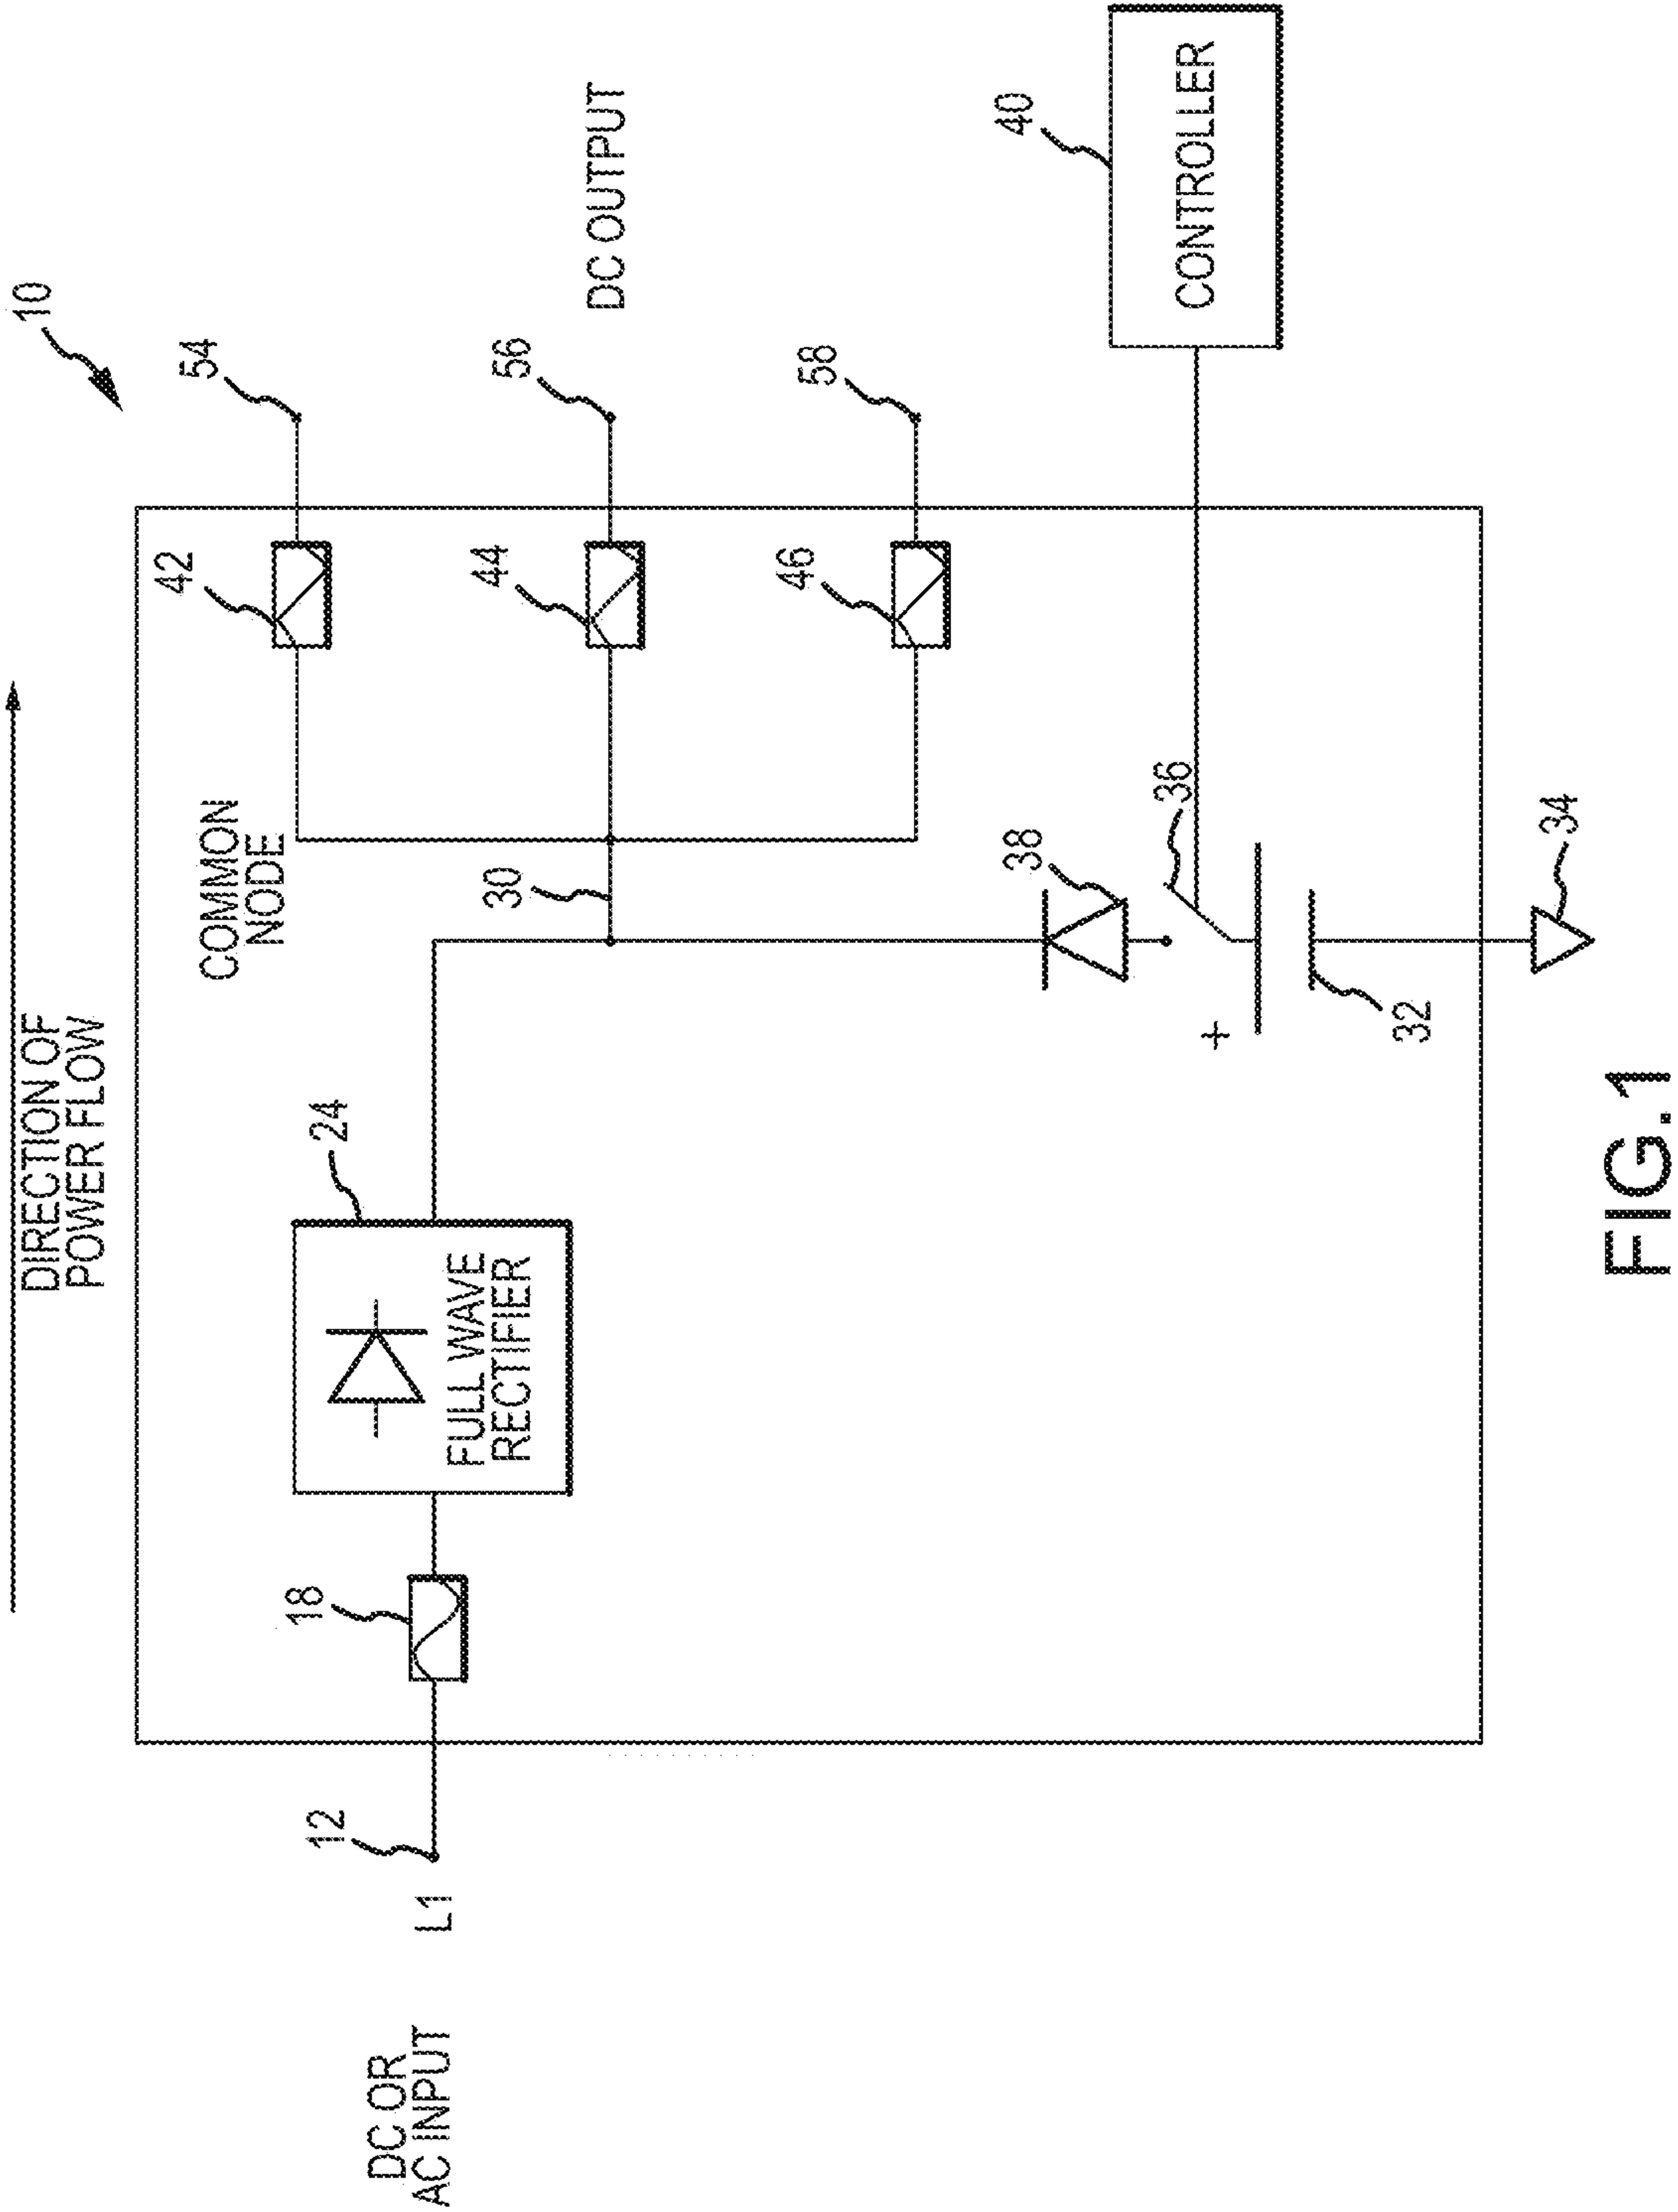 DIRECTION OF
POWER FLOW
10
DC OR
AC INPUT
L1
12
18
24
FULL WAVE
RECTIFIER
COMMON
NODE
30
42
44
46
54
56
58
DC OUTPUT
38
36
+
32
34
40
CONTROLLER
FIG.1